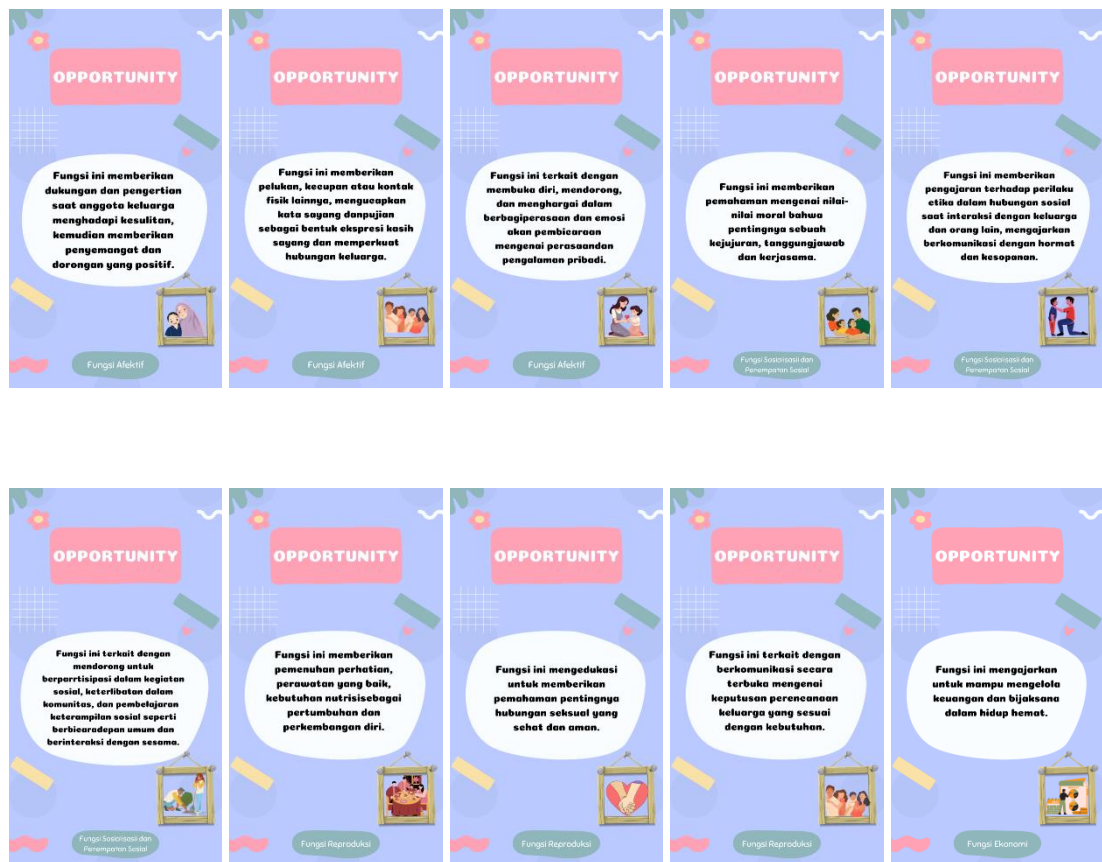 OPPORTUNITY
Fungsi ini memberikan
dukungan dan pengertian
saat anggota keluarga
menghadapi kesulitan,
kemudian memberikan
penyemangat dan
dorongan yang positif.
Fungsi Afektif
OPPORTUNITY
Fungsi ini memberikan
pelukan, kecupan atau kontak
fisik lainnya, mengucapkan
kata sayang danpujian
sebagai bentuk ekspresi kasih
sayang dan memperkuat
hubungan keluarga.
Fungsi Afektif
OPPORTUNITY
Fungsi ini terkait dengan
membuka diri, mendorong,
dan menghargai dalam
berbagiperasaan dan emosi
akan pembicaraan
mengenai perasaandan
pengalaman pribadi.
Fungsi Afektif
OPPORTUNITY
Fungsi ini memberikan
pemahaman mengenai nilai-
nilai moral bahwa
pentingnya sebuah
kejujuran, tanggungjawab
dan kerjasama.
Fungsi Sosialisasi dan
Penempatan Sosial
OPPORTUNITY
Fungsi ini memberikan
pengajaran terhadap perilaku
etika dalam hubungan sosial
saat interaksi dengan keluarga
dan orang lain, mengajarkan
berkomunikasi dengan hormat
dan kesopanan.
Fungsi Sosialisasii dan
Penempatan Sosial
OPPORTUNITY
Fungsi ini terkait dengan
mendorong untuk
berparrtisipasi dalam kegiatan
sosial, keterlibatan dalam
komunitas, dan pembelajaran
keterampilan sosial seperti
berbicaradepan umum dan
berinteraksi dengan sesama.
Fungsi Sosialisasii dan
Penempatan Sosial
OPPORTUNITY
Fungsi ini memberikan
pemenuhan perhatian,
perawatan yang baik,
kebutuhan nutrisisebagai
pertumbuhan dan
perkembangan diri.
Fungsi Reproduksi
OPPORTUNITY
Fungsi ini mengedukasi
untuk memberikan
pemahaman pentingnya
hubungan seksual yang
sehat dan aman.
Fungsi Reproduksi
OPPORTUNITY
Fungsi ini terkait dengan
berkomunikasi secara
terbuka mengenai
keputusan perencanaan
keluarga yang sesuai
dengan kebutuhan.
Fungsi Reproduksi
OPPORTUNITY
Fungsi ini mengajarkan
untuk mampu mengelola
keuangan dan bijaksana
dalam hidup hemat.
Fungsi Ekonomi